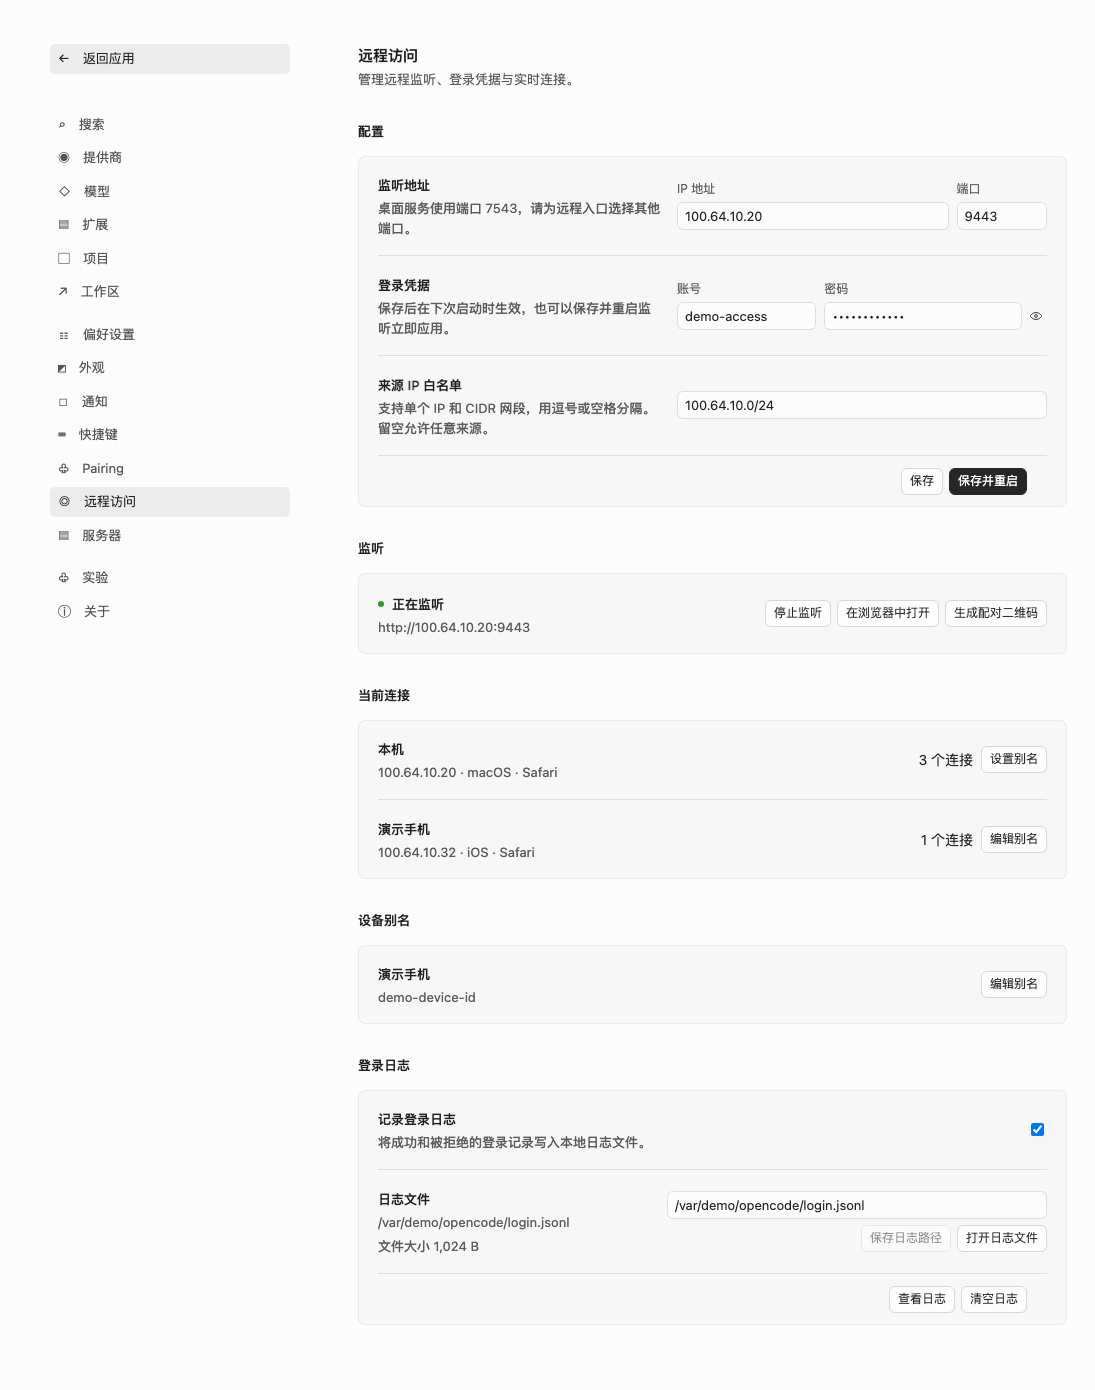 返回应用
搜索
提供商
模型
扩展
项目
工作区
偏好设置
外观
通知
快捷键
Pairing
远程访问
服务器
实验
关于
远程访问
管理远程监听、登录凭据与实时连接。
配置
监听地址
桌面服务使用端口 7543，请为远程入口选择其他
端口。
IP 地址
端口
100.64.10.20
9443
登录凭据
保存后在下次启动时生效，也可以保存并重启监
听立即应用。
账号
密码
demo-access
••••••••••••
来源 IP 白名单
支持单个 IP 和 CIDR 网段，用逗号或空格分隔。
留空允许任意来源。
100.64.10.0/24
保存
保存并重启
监听
正在监听
http://100.64.10.20:9443
停止监听
在浏览器中打开
生成配对二维码
当前连接
本机
100.64.10.20 · macOS · Safari
3 个连接
设置别名
演示手机
100.64.10.32 · iOS · Safari
1 个连接
编辑别名
设备别名
演示手机
demo-device-id
编辑别名
登录日志
记录登录日志
将成功和被拒绝的登录记录写入本地日志文件。
日志文件
/var/demo/opencode/login.jsonl
文件大小 1,024 B
/var/demo/opencode/login.jsonl
保存日志路径
打开日志文件
查看日志
清空日志